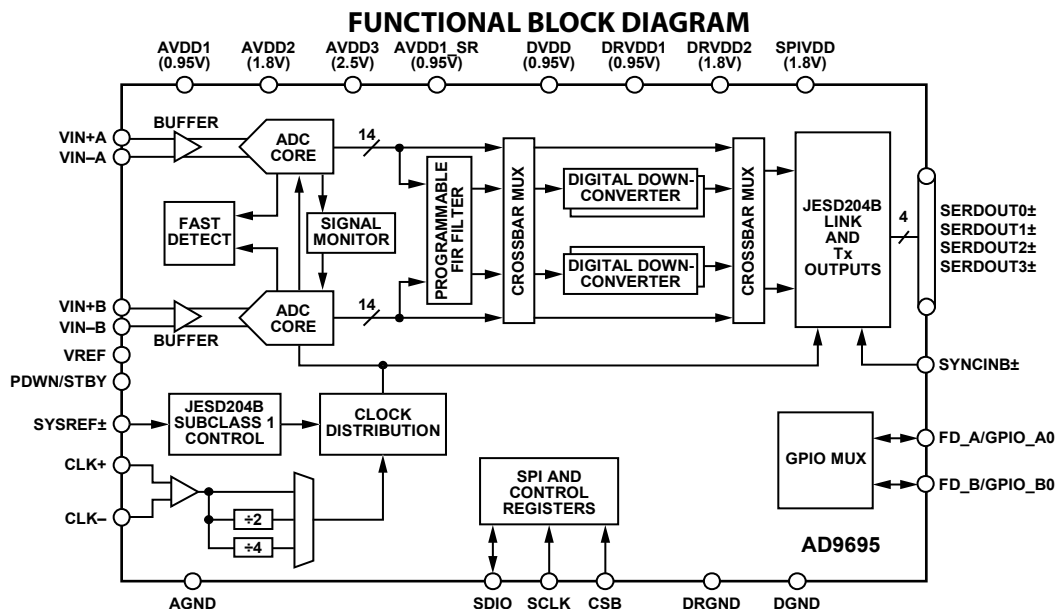 FUNCTIONAL BLOCK DIAGRAM
AVDD1
(0.95V)
AVDD2
(1.8V)
AVDD3
(2.5V)
AVDD1_SR
(0.95V)
DVDD
(0.95V)
DRVDD1
(0.95V)
DRVDD2
(1.8V)
SPIVDD
(1.8V)
VIN+A
VIN–A
BUFFER
ADC
CORE
14
FAST
DETECT
SIGNAL
MONITOR
PROGRAMMABLE
FIR FILTER
CROSSBAR MUX
DIGITAL DOWN-
CONVERTER
DIGITAL DOWN-
CONVERTER
CROSSBAR MUX
JESD204B
LINK
AND
Tx
OUTPUTS
4
SERDOUT0±
SERDOUT1±
SERDOUT2±
SERDOUT3±
VIN+B
VIN–B
BUFFER
ADC
CORE
14
VREF
PDWN/STBY
SYNCINB±
SYSREF±
JESD204B
SUBCLASS 1
CONTROL
CLOCK
DISTRIBUTION
CLK+
CLK–
÷2
÷4
SPI AND
CONTROL
REGISTERS
GPIO MUX
FD_A/GPIO_A0
FD_B/GPIO_B0
AD9695
AGND
SDIO
SCLK
CSB
DRGND
DGND